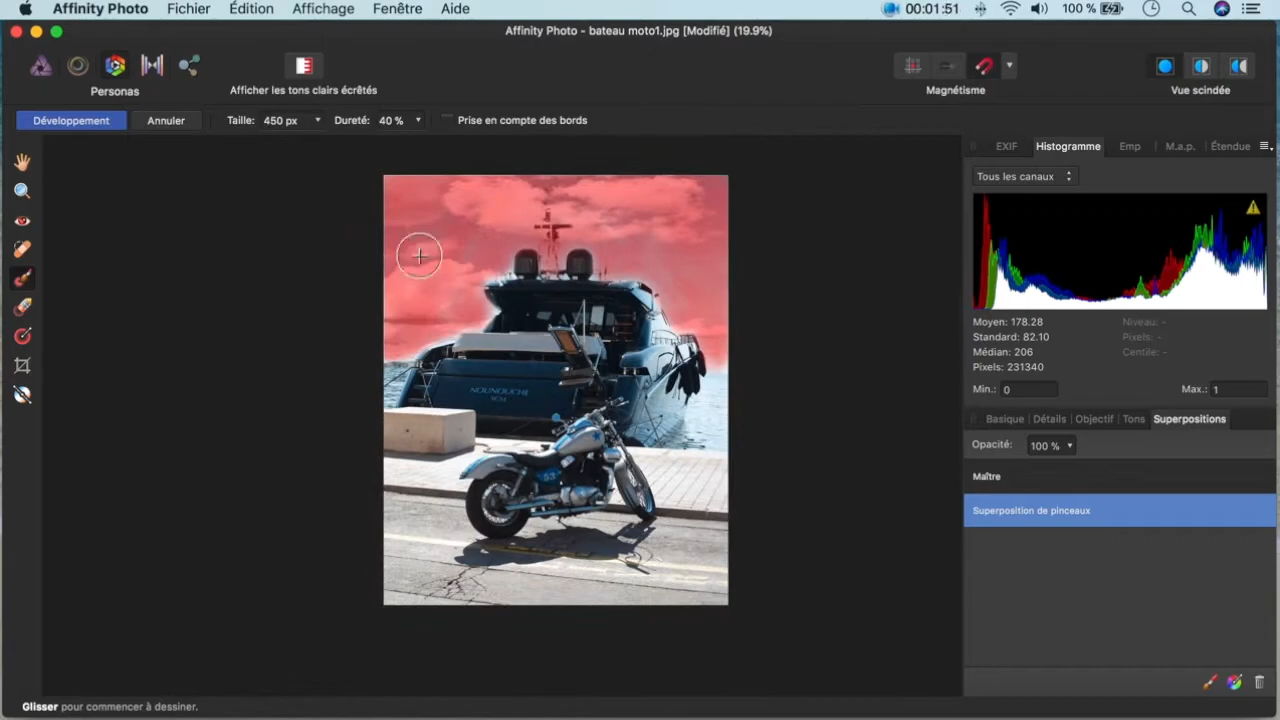 Affinity Photo Fichier Édition Affichage Fenêtre Aide 00:01:51 100 %
Affinity Photo - bateau moto1.jpg [Modifié] (19.9%)
Personas Afficher les tons clairs écrêtés Magnétisme Vue scindée
Développement Annuler Taille: 450 px Dureté: 40 % Prise en compte des bords
EXIF Histogramme Emp M.a.p. Étendue
Tous les canaux
Moyen: 178.28 Niveau: -
Standard: 82.10 Pixels: -
Médian: 206 Centile: -
Pixels: 231340
Min.: 0 Max.: 1
Basique Détails Objectif Tons Superpositions
Opacité: 100 %
Maître
Superposition de pinceaux
NOUNOUCHE
53
Glisser pour commencer à dessiner.